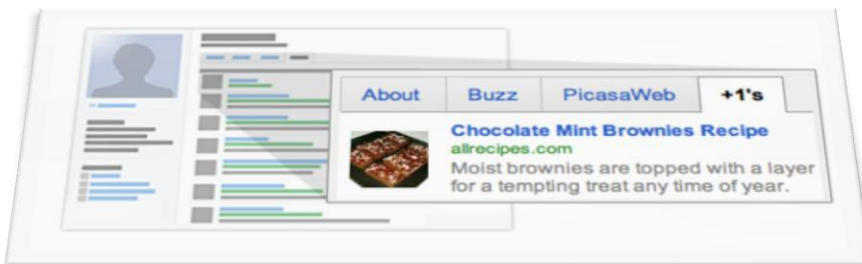 About Buzz PicasaWeb +1's
Chocolate Mint Brownies Recipe
allrecipes.com
Moist brownies are topped with a layer
for a tempting treat any time of year.